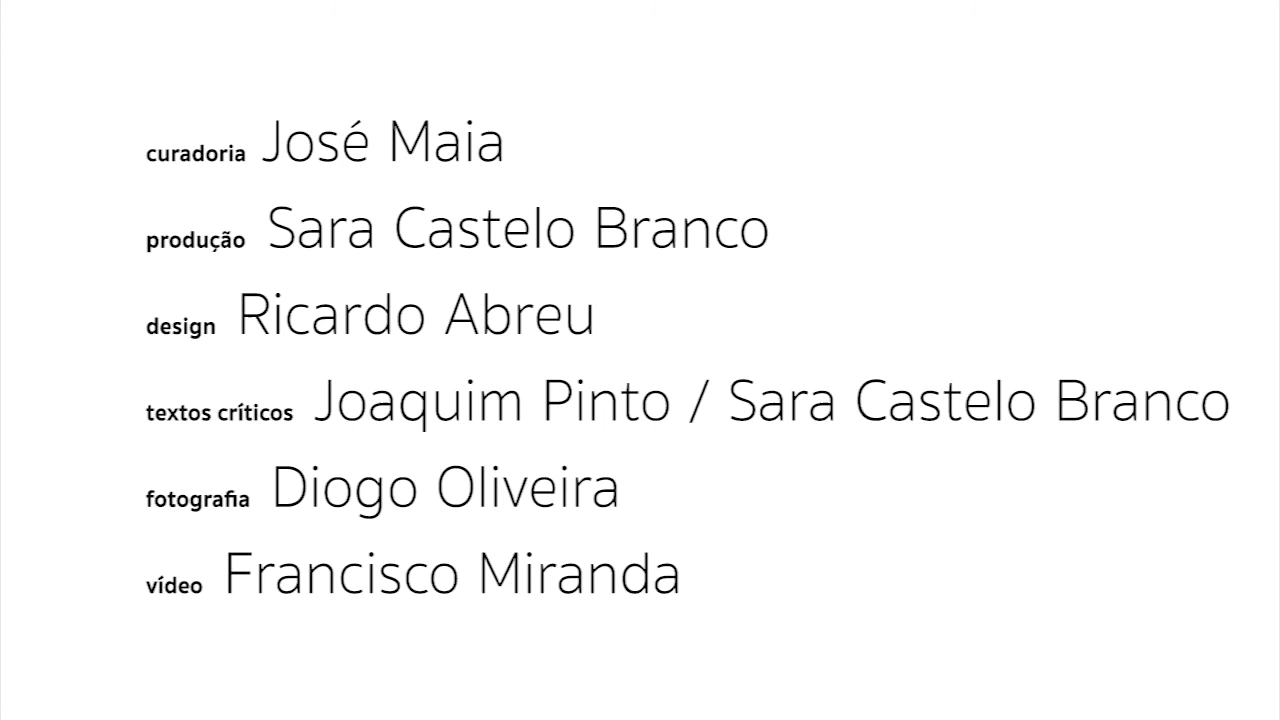 curadoria José Maia
produção Sara Castelo Branco
design Ricardo Abreu
textos críticos Joaquim Pinto / Sara Castelo Branco
fotografia Diogo Oliveira
vídeo Francisco Miranda